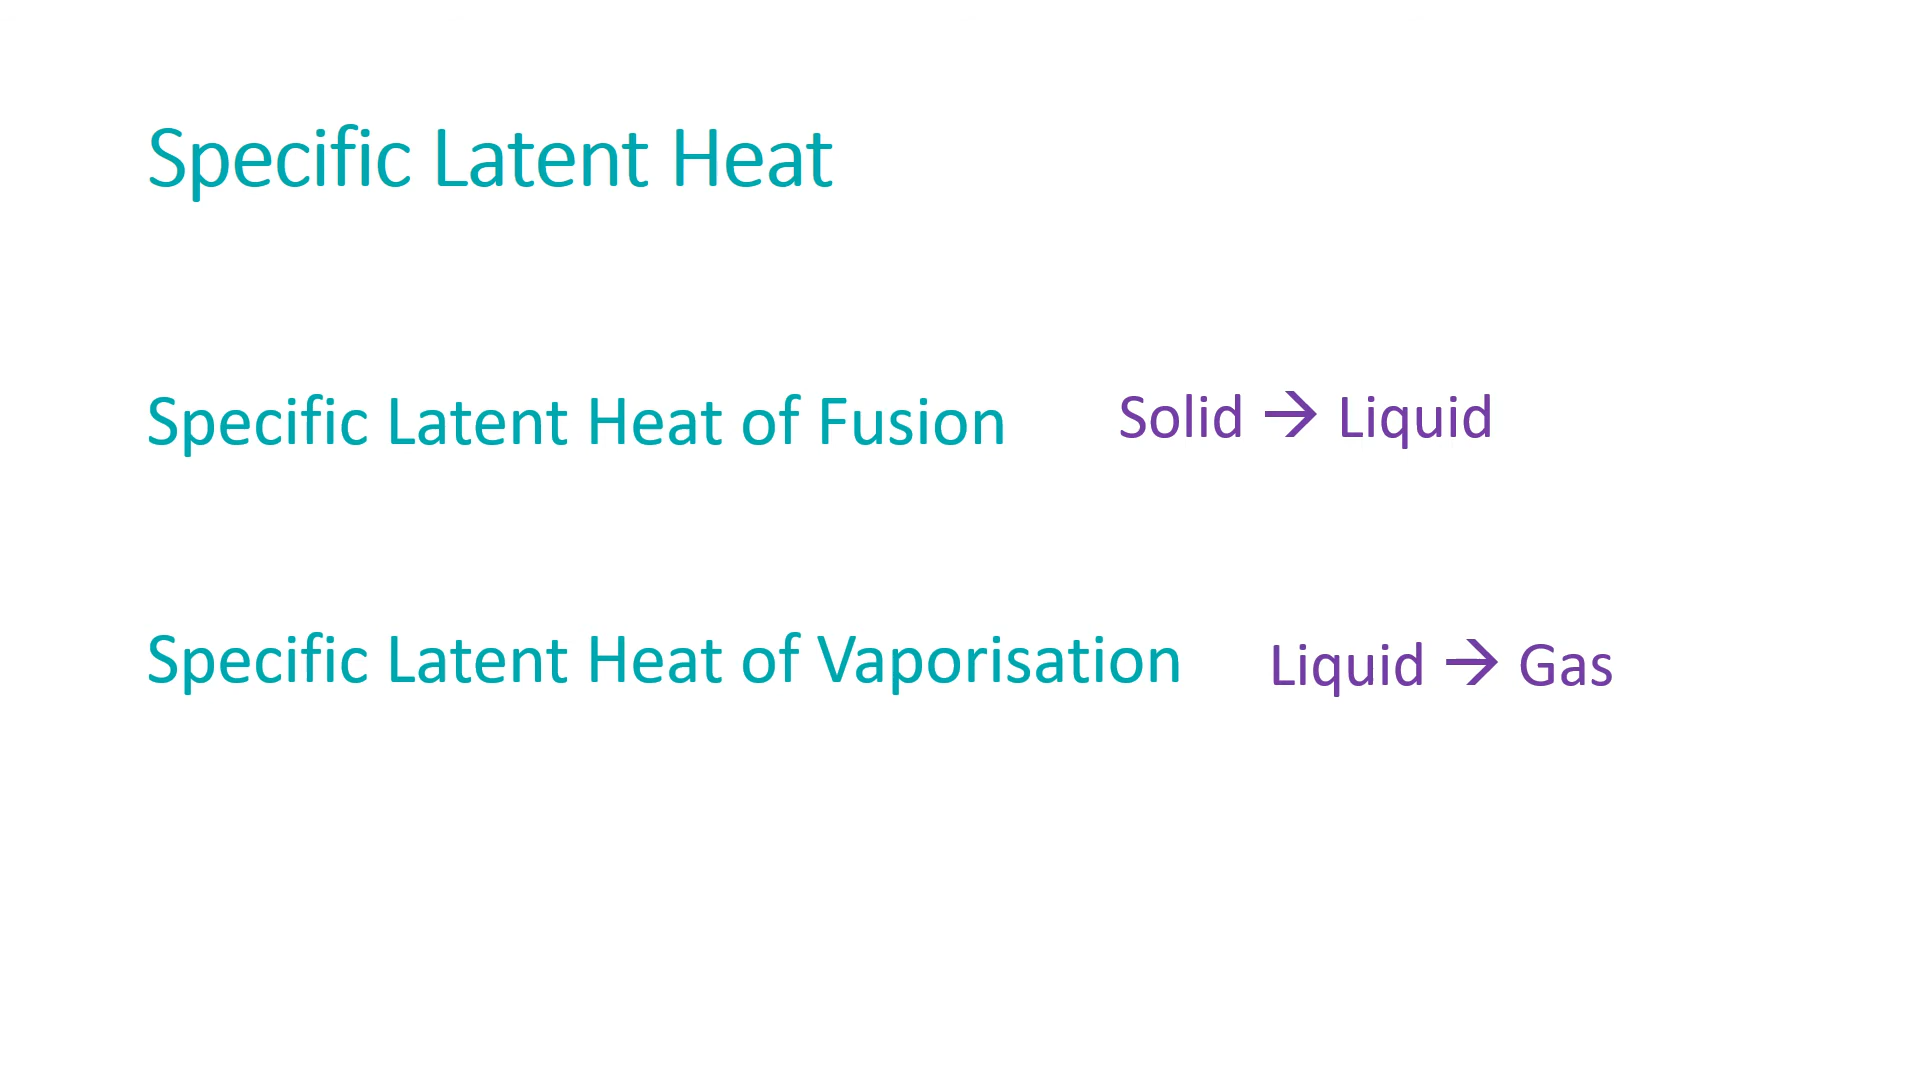 Specific Latent Heat
Specific Latent Heat of Fusion Solid → Liquid
Specific Latent Heat of Vaporisation Liquid → Gas